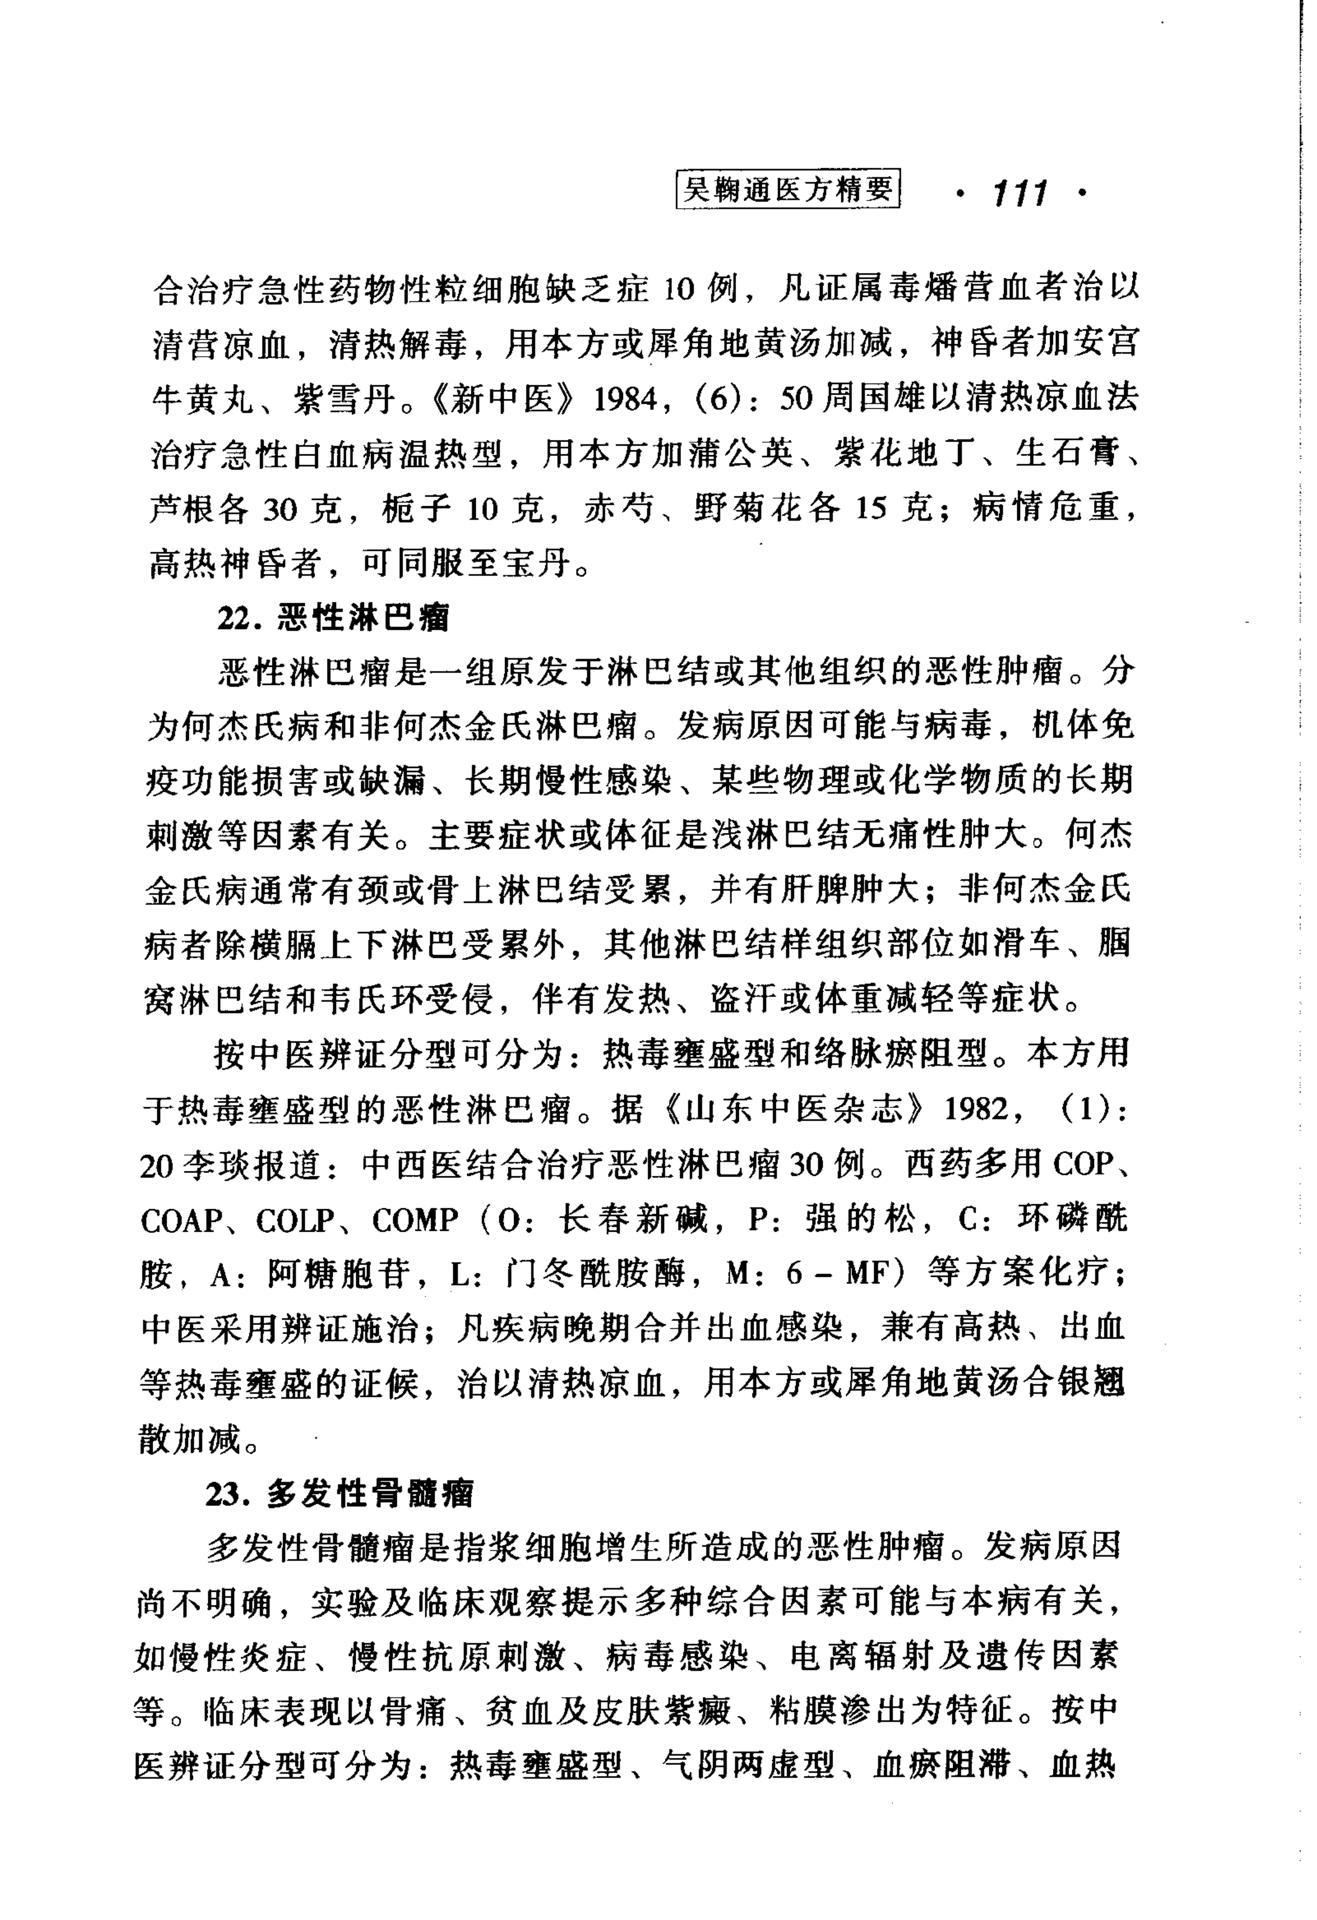 吴鞠通医方精要 · 111 ·
合治疗急性药物性粒细胞缺乏症 10 例，凡证属毒燔营血者治以
清营凉血，清热解毒，用本方或犀角地黄汤加减，神昏者加安宫
牛黄丸、紫雪丹。《新中医》1984，（6）：50 周国雄以清热凉血法
治疗急性白血病温热型，用本方加蒲公英、紫花地丁、生石膏、
芦根各 30 克，栀子 10 克，赤芍、野菊花各 15 克；病情危重，
高热神昏者，可同服至宝丹。
22. 恶性淋巴瘤
恶性淋巴瘤是一组原发于淋巴结或其他组织的恶性肿瘤。分
为何杰氏病和非何杰金氏淋巴瘤。发病原因可能与病毒，机体免
疫功能损害或缺漏、长期慢性感染、某些物理或化学物质的长期
刺激等因素有关。主要症状或体征是浅淋巴结无痛性肿大。何杰
金氏病通常有颈或骨上淋巴结受累，并有肝脾肿大；非何杰金氏
病者除横膈上下淋巴受累外，其他淋巴结样组织部位如滑车、腘
窝淋巴结和韦氏环受侵，伴有发热、盗汗或体重减轻等症状。
按中医辨证分型可分为：热毒壅盛型和络脉瘀阻型。本方用
于热毒壅盛型的恶性淋巴瘤。据《山东中医杂志》1982，（1）：
20 李琰报道：中西医结合治疗恶性淋巴瘤 30 例。西药多用 COP、
COAP、COLP、COMP（O：长春新碱，P：强的松，C：环磷酰
胺，A：阿糖胞苷，L：门冬酰胺酶，M：6－MF）等方案化疗；
中医采用辨证施治；凡疾病晚期合并出血感染，兼有高热、出血
等热毒壅盛的证候，治以清热凉血，用本方或犀角地黄汤合银翘
散加减。
23. 多发性骨髓瘤
多发性骨髓瘤是指浆细胞增生所造成的恶性肿瘤。发病原因
尚不明确，实验及临床观察提示多种综合因素可能与本病有关，
如慢性炎症、慢性抗原刺激、病毒感染、电离辐射及遗传因素
等。临床表现以骨痛、贫血及皮肤紫癜、粘膜渗出为特征。按中
医辨证分型可分为：热毒壅盛型、气阴两虚型、血瘀阻滞、血热